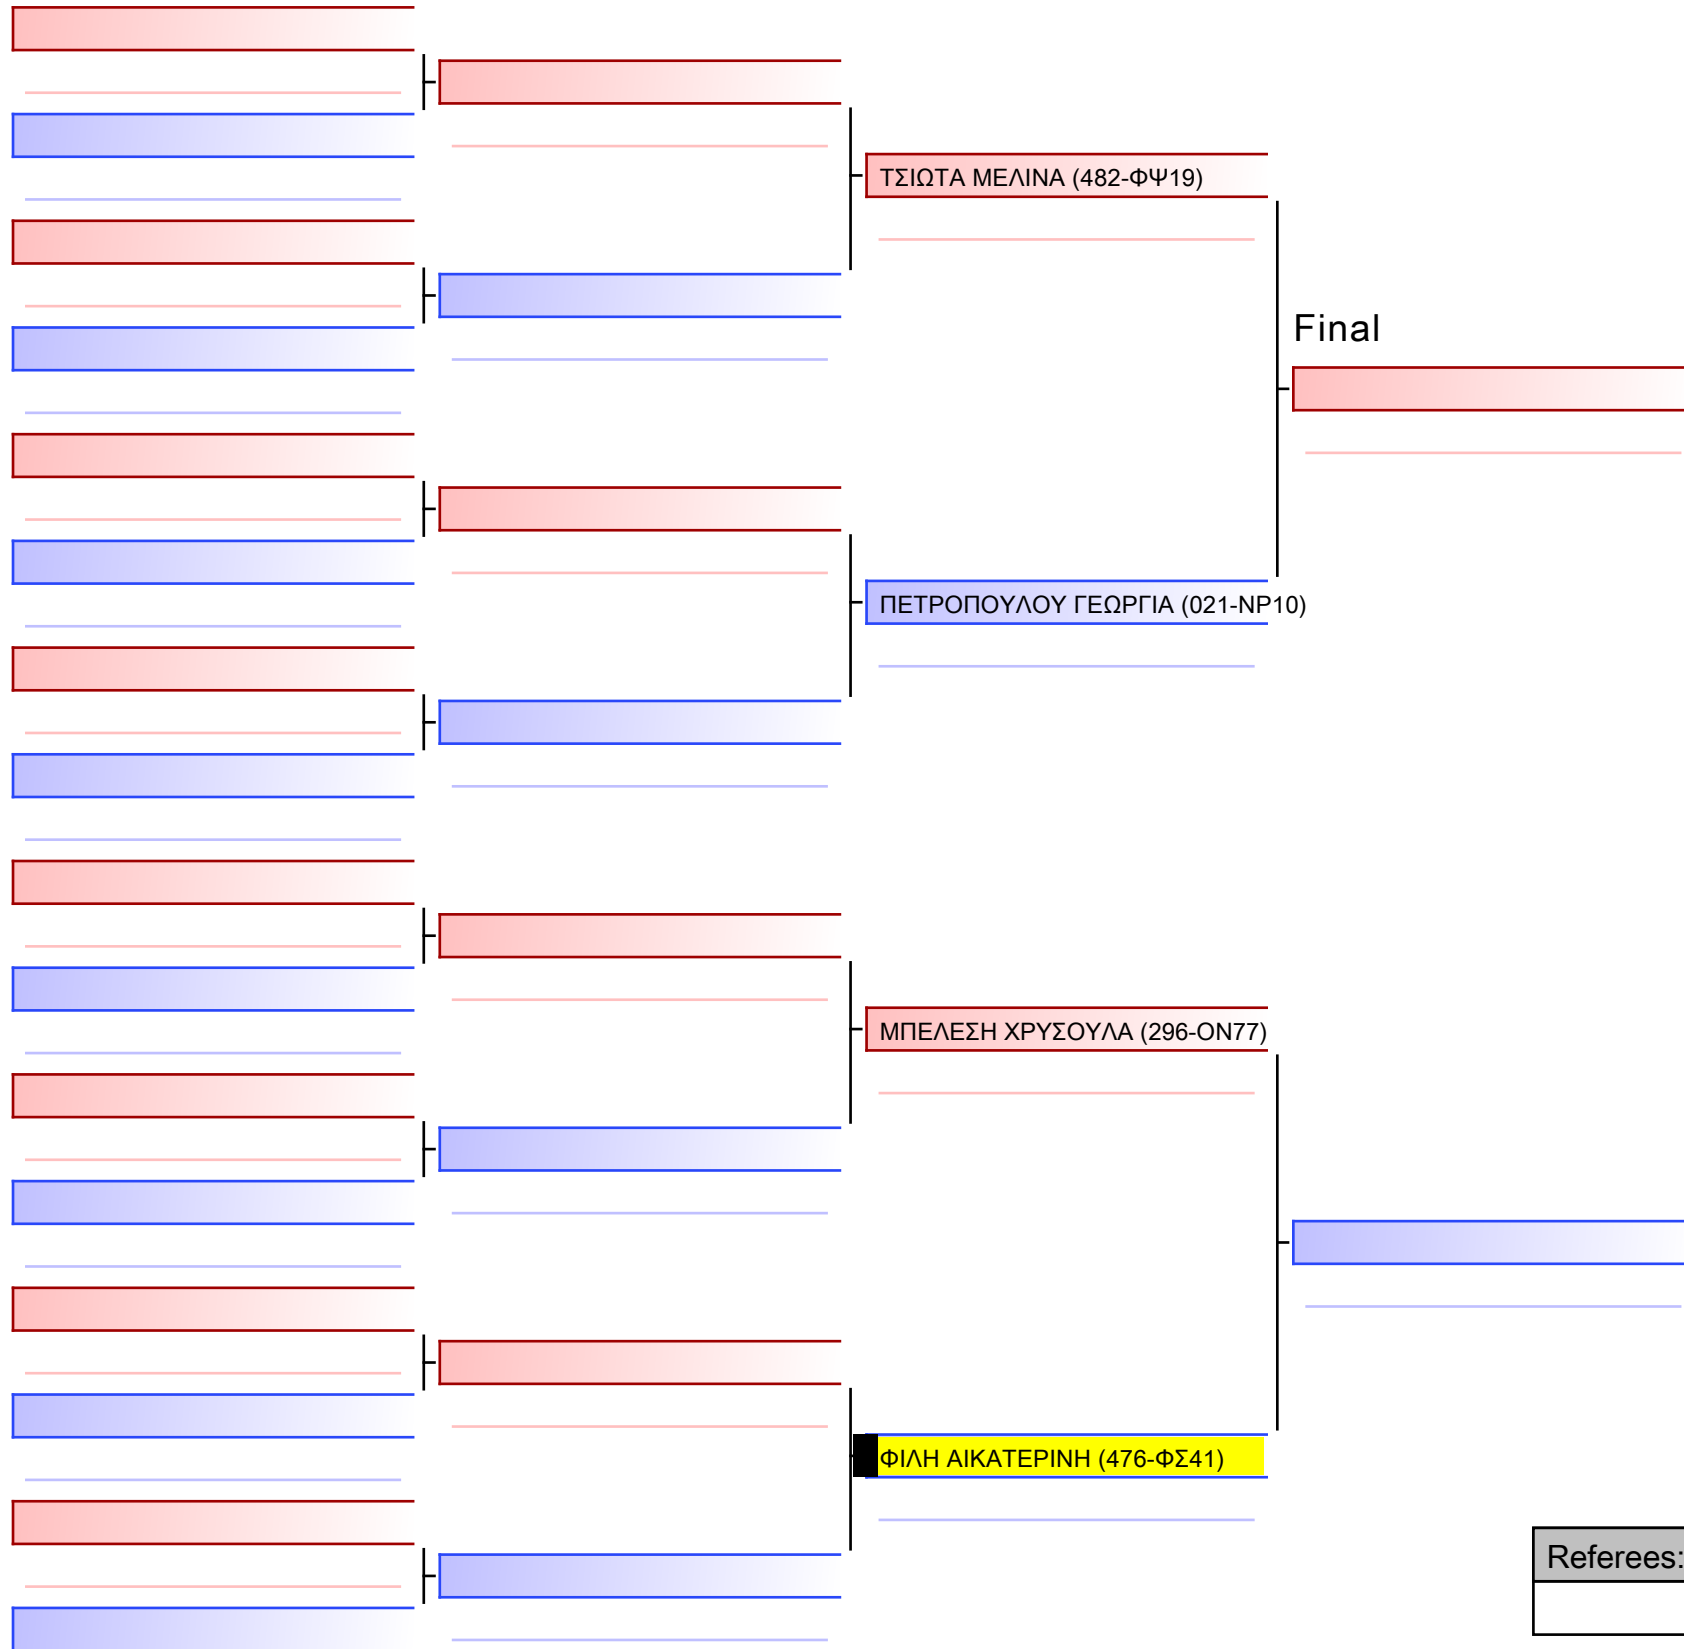 ΤΣΙΩΤΑ ΜΕΛΙΝΑ (482-ΦΨ19)
Final
ΠΕΤΡΟΠΟΥΛΟΥ ΓΕΩΡΓΙΑ (021-ΝΡ10)
ΜΠΕΛΕΣΗ ΧΡΥΣΟΥΛΑ (296-ΟΝ77)
ΦΙΛΗ ΑΙΚΑΤΕΡΙΝΗ (476-ΦΣ41)
Referees: